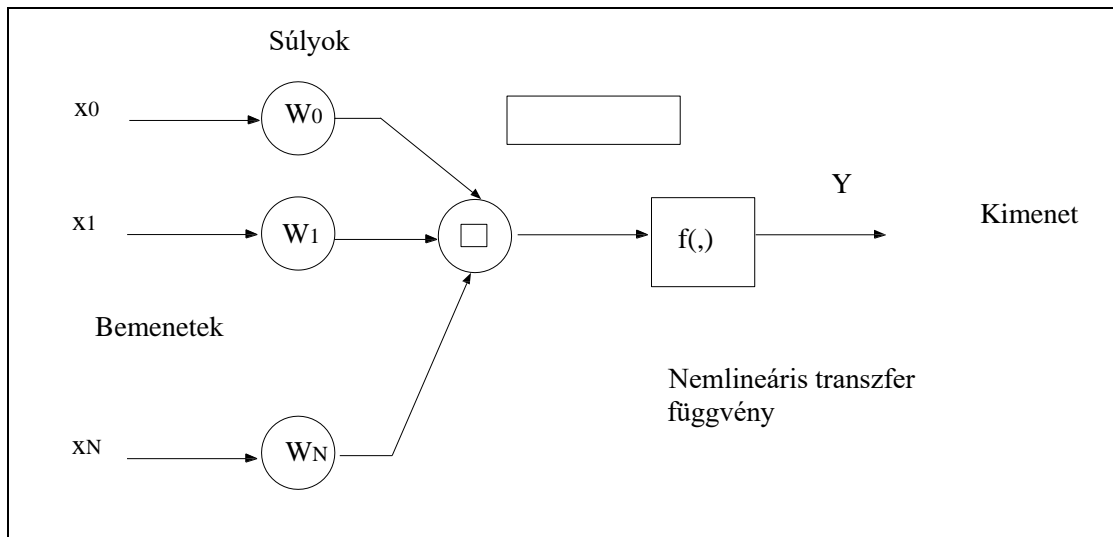 Súlyok
x0
W0
Y
x1
W1
f(,)
Kimenet
Bemenetek
Nemlineáris transzfer
függvény
xN
WN